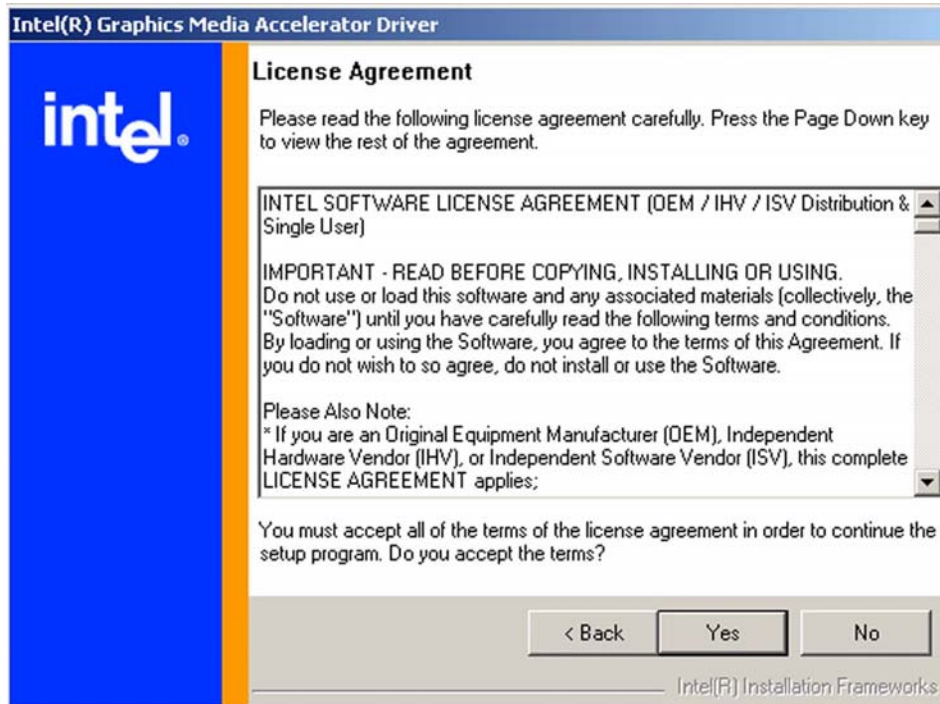 Intel(R) Graphics Media Accelerator Driver
intel®
License Agreement
Please read the following license agreement carefully. Press the Page Down key
to view the rest of the agreement.
INTEL SOFTWARE LICENSE AGREEMENT (OEM / IHV / ISV Distribution &
Single User)
IMPORTANT - READ BEFORE COPYING, INSTALLING OR USING.
Do not use or load this software and any associated materials (collectively, the
"Software") until you have carefully read the following terms and conditions.
By loading or using the Software, you agree to the terms of this Agreement. If
you do not wish to so agree, do not install or use the Software.
Please Also Note:
* If you are an Original Equipment Manufacturer (OEM), Independent
Hardware Vendor (IHV), or Independent Software Vendor (ISV), this complete
LICENSE AGREEMENT applies;
You must accept all of the terms of the license agreement in order to continue the
setup program. Do you accept the terms?
< Back
Yes
No
Intel(R) Installation Frameworks